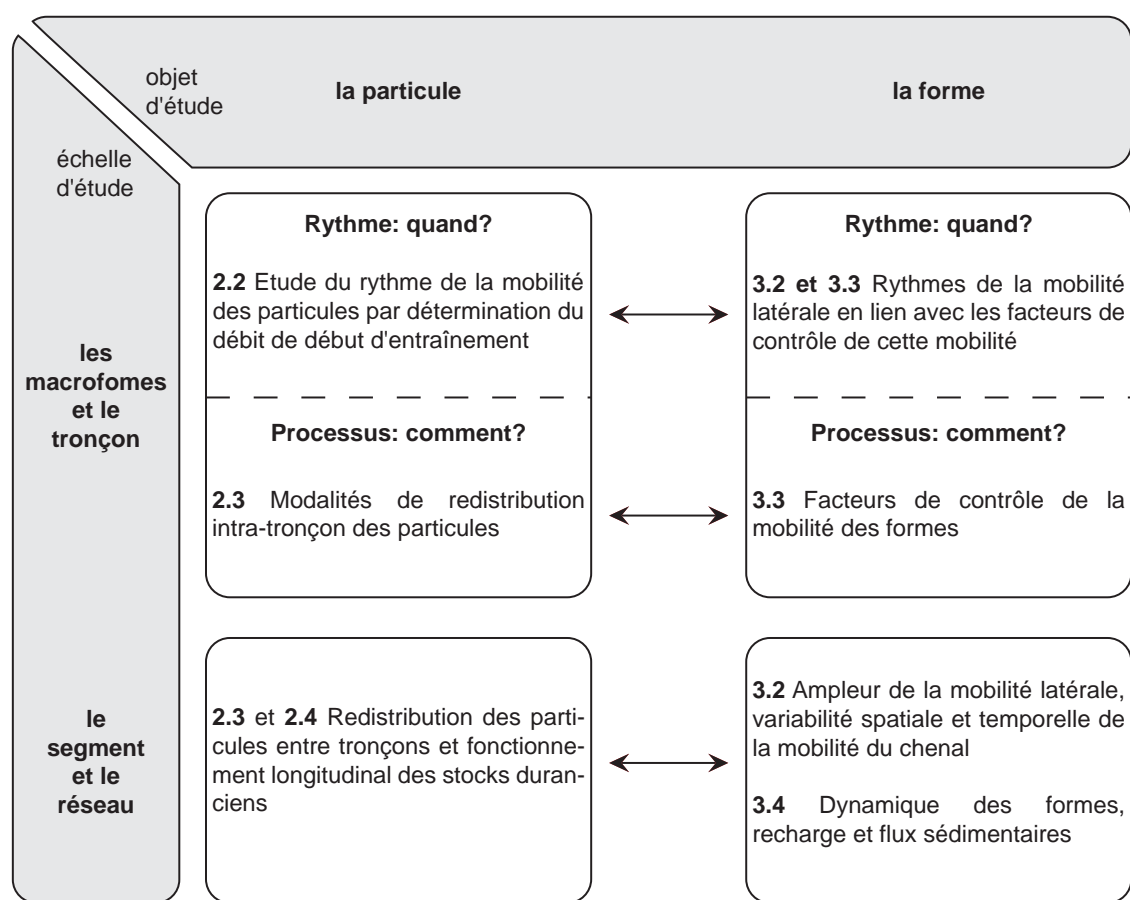 objet
d'étude
la particule
la forme
échelle
d'étude
les
macrofomes
et le
tronçon
Rythme: quand?
2.2 Etude du rythme de la mobilité
des particules par détermination du
débit de début d'entraînement
Processus: comment?
2.3 Modalités de redistribution
intra-tronçon des particules
Rythme: quand?
3.2 et 3.3 Rythmes de la mobilité
latérale en lien avec les facteurs de
contrôle de cette mobilité
Processus: comment?
3.3 Facteurs de contrôle de la
mobilité des formes
le
segment
et le
réseau
2.3 et 2.4 Redistribution des parti-
cules entre tronçons et fonctionne-
ment longitudinal des stocks duran-
ciens
3.2 Ampleur de la mobilité latérale,
variabilité spatiale et temporelle de
la mobilité du chenal
3.4 Dynamique des formes,
recharge et flux sédimentaires